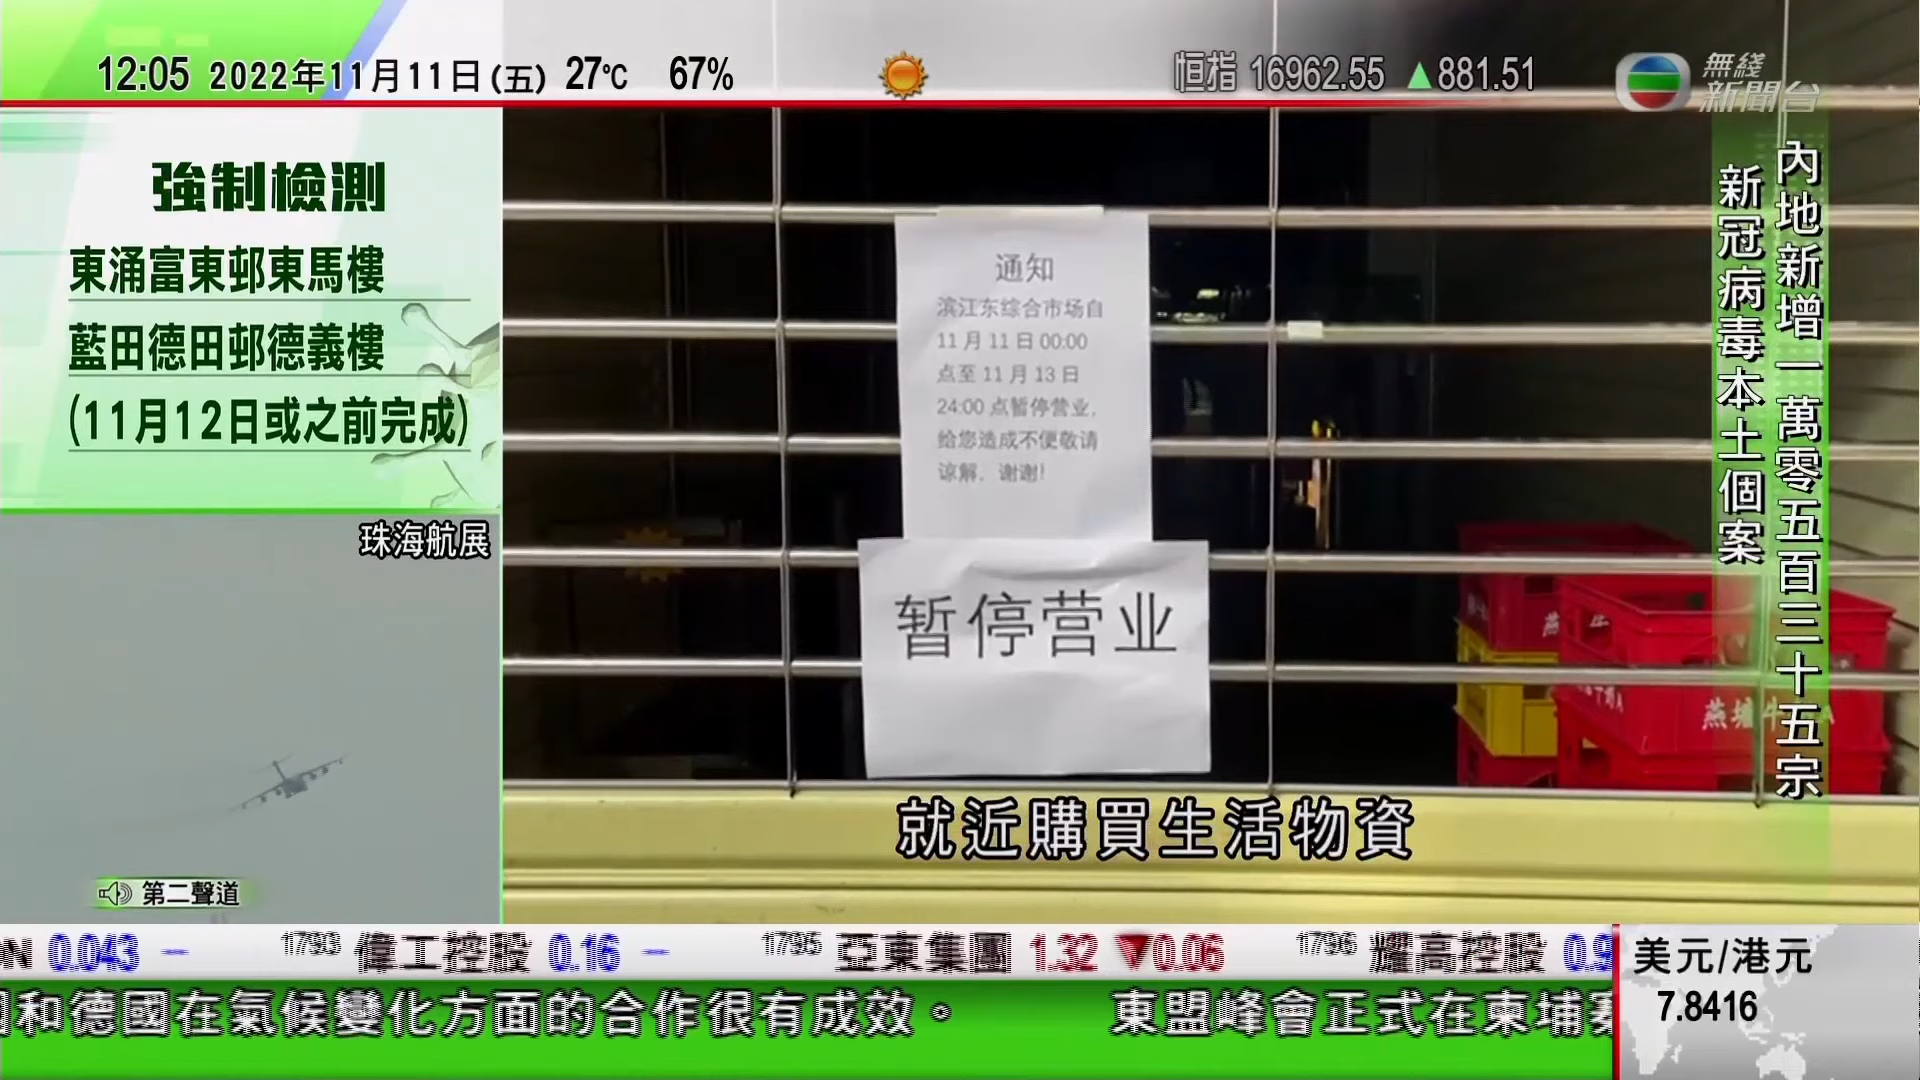 12:05 2022年11月11日(五) 27℃ 67%
恒指 16962.55 ▲881.51
無綫
新聞台
強制檢測
東涌富東邨東馬樓
藍田德田邨德義樓
(11月12日或之前完成)
珠海航展
第二聲道
內地新增一萬零五百三十五宗
新冠病毒本土個案
通知
滨江东综合市场自
11月11日00:00
点至11月13日
24:00点暂停营业,
给您造成不便敬请
谅解,谢谢!
暂停营业
燕塘牛
就近購買生活物資
0.043 – 1793 偉工控股 0.16 – 1795 亞東集團 1.32 ▼0.06 1796 耀高控股
和德國在氣候變化方面的合作很有成效。 東盟峰會正式在柬埔寨
美元/港元
7.8416